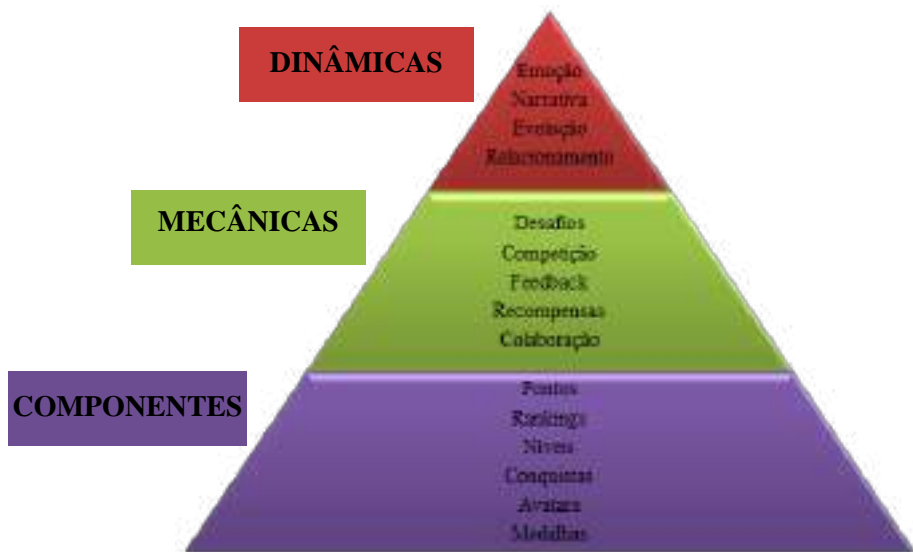 DINÂMICAS
Emoção
Narrativa
Evolução
Relacionamento
MECÂNICAS
Desafios
Competição
Feedback
Recompensas
Colaboração
COMPONENTES
Pontos
Rankings
Níveis
Conquistas
Avatars
Medalhas